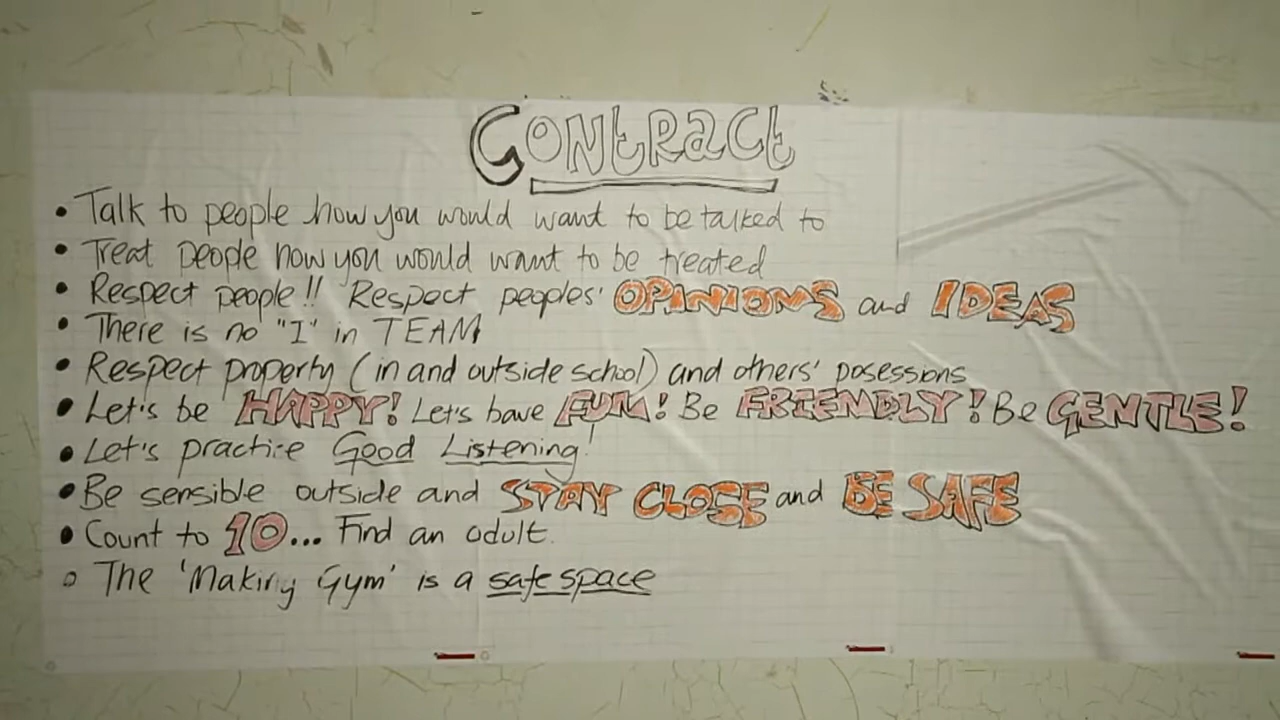 Contract
• Talk to people how you would want to be talked to
• Treat people how you would want to be treated
• Respect people!! Respect peoples' OPINIONS and IDEAS
• There is no "I" in TEAM
• Respect property (in and outside school) and others' posessions
• Let's be HAPPY! Let's have FUN! Be FRIENDLY! Be GENTLE!
• Let's practice Good Listening!
• Be sensible outside and STAY CLOSE and BE SAFE
• Count to 10... Find an adult.
• The 'Making Gym' is a safe space